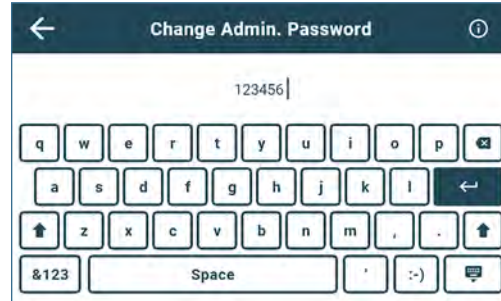 Change Admin. Password
123456
q w e r t y u i o p
a s d f g h j k l
z x c v b n m , .
&123 Space ' :-)